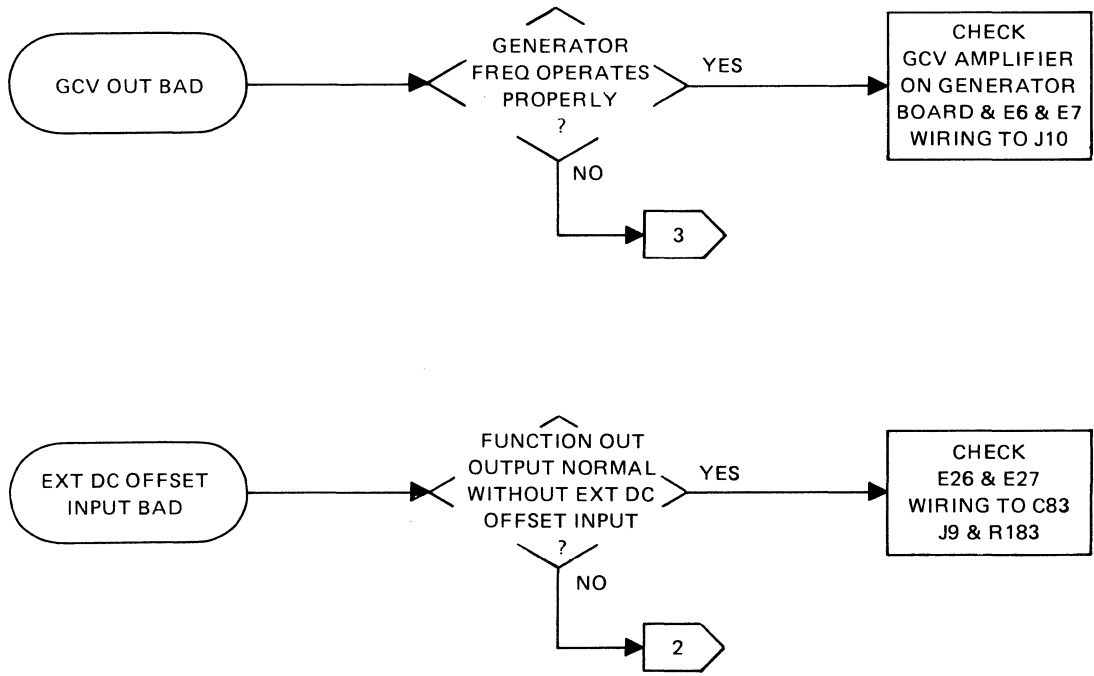 GCV OUT BAD
GENERATOR
FREQ OPERATES
PROPERLY
?
YES
CHECK
GCV AMPLIFIER
ON GENERATOR
BOARD & E6 & E7
WIRING TO J10
NO
3
EXT DC OFFSET
INPUT BAD
FUNCTION OUT
OUTPUT NORMAL
WITHOUT EXT DC
OFFSET INPUT
?
YES
CHECK
E26 & E27
WIRING TO C83
J9 & R183
NO
2